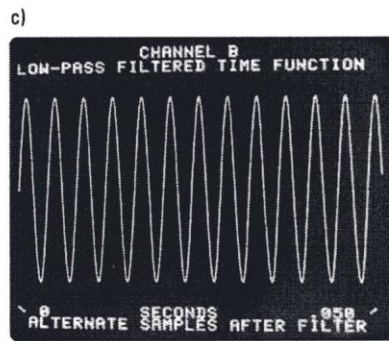 c)
CHANNEL B
LOW-PASS FILTERED TIME FUNCTION
0 SECONDS .050
ALTERNATE SAMPLES AFTER FILTER